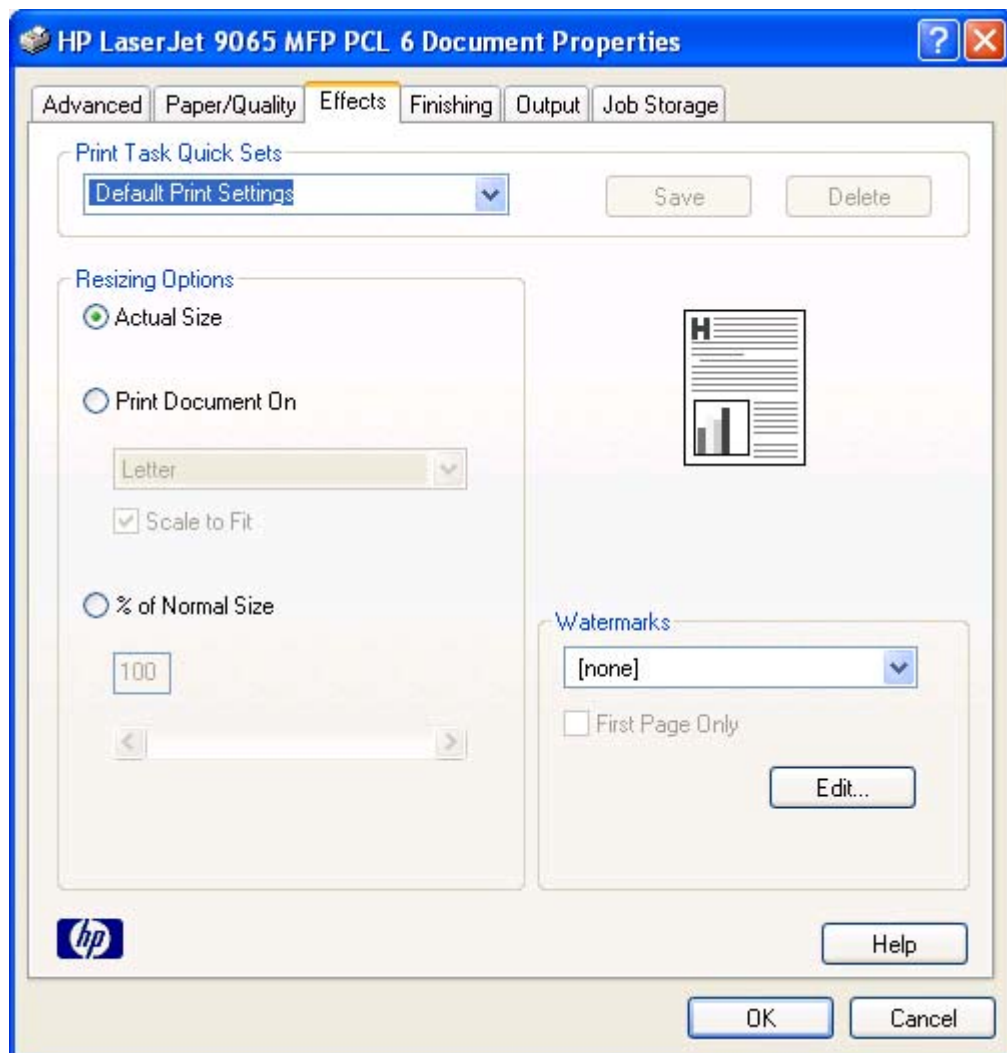 HP LaserJet 9065 MFP PCL 6 Document Properties
Advanced Paper/Quality Effects Finishing Output Job Storage
Print Task Quick Sets
Default Print Settings Save Delete
Resizing Options
Actual Size
H
Print Document On
Letter
Scale to Fit
% of Normal Size
100
Watermarks
[none]
First Page Only
Edit...
hp
Help
OK Cancel